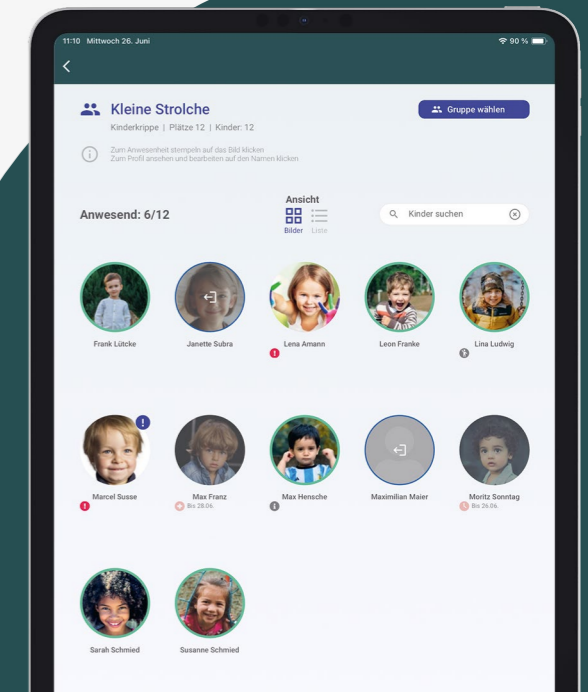 11:10 Mittwoch 26. Juni
90 %
Kleine Strolche
Gruppe wählen
Kinderkrippe | Plätze 12 | Kinder: 12
Zum Anwesenheit stempeln auf das Bild klicken
Zum Profil ansehen und bearbeiten auf den Namen klicken
Anwesend: 6/12
Ansicht
Bilder Liste
Kinder suchen
Frank Lütcke
Janette Subra
Lena Amann
Leon Franke
Lina Ludwig
Marcel Susse
Max Franz
Bis 28.06.
Max Hensche
Maximilian Maier
Moritz Sonntag
Bis 26.06.
Sarah Schmied
Susanne Schmied